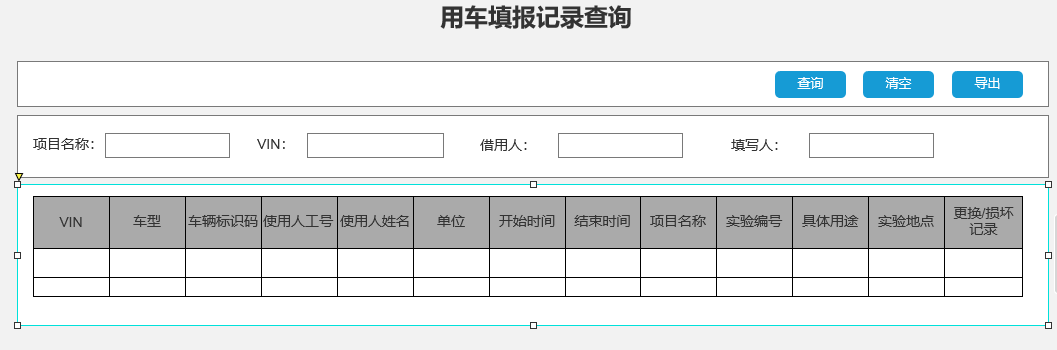 用车填报记录查询
查询 清空 导出
项目名称： VIN： 借用人： 填写人：
VIN 车型 车辆标识码 使用人工号 使用人姓名 单位 开始时间 结束时间 项目名称 实验编号 具体用途 实验地点 更换/损坏
记录